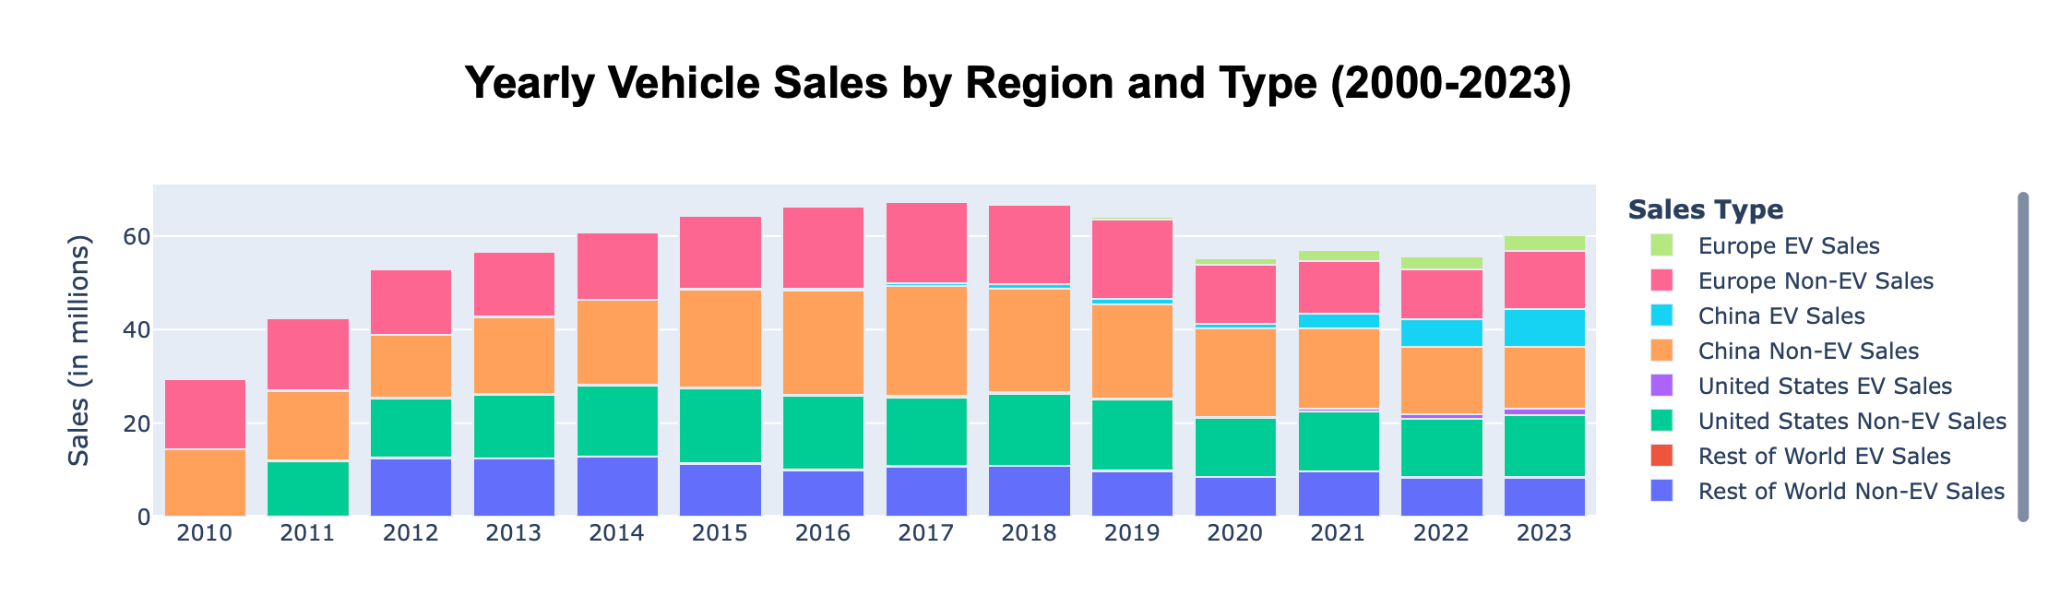 Yearly Vehicle Sales by Region and Type (2000-2023)
Sales (in millions)
60
40
20
0
2010 2011 2012 2013 2014 2015 2016 2017 2018 2019 2020 2021 2022 2023
Sales Type
Europe EV Sales
Europe Non-EV Sales
China EV Sales
China Non-EV Sales
United States EV Sales
United States Non-EV Sales
Rest of World EV Sales
Rest of World Non-EV Sales